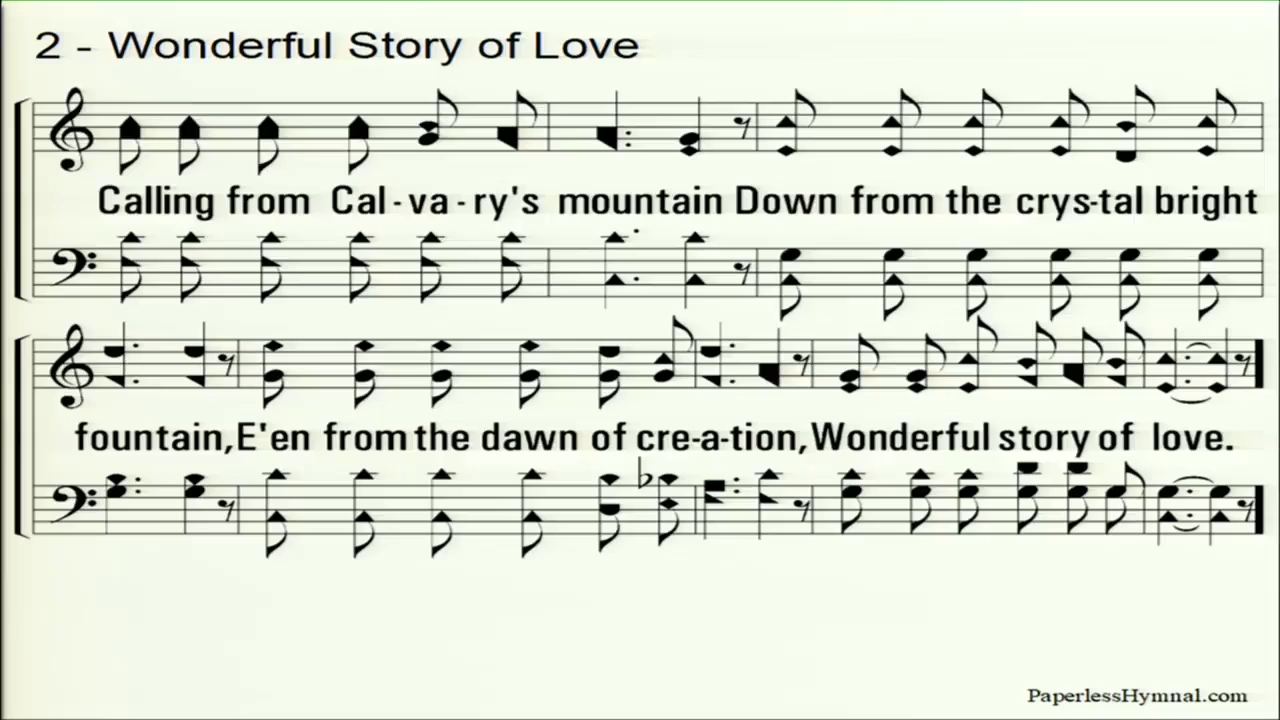 2 - Wonderful Story of Love
Calling from Cal-va-ry's mountain Down from the crys-tal bright
fountain, E'en from the dawn of cre-a-tion, Wonderful story of love.
PaperlessHymnal.com